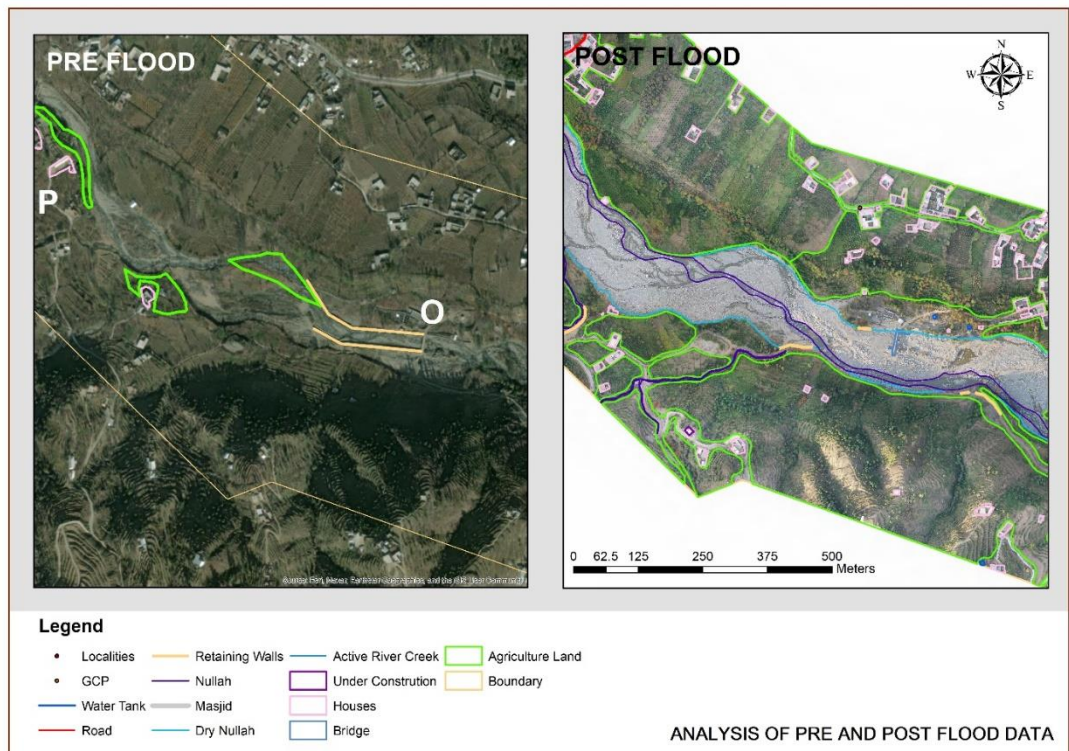 PRE FLOOD
POST FLOOD
N
W E
S
P
O
0 62.5 125 250 375 500
Meters
Legend
Localities
GCP
Water Tank
Road
Retaining Walls
Nullah
Masjid
Dry Nullah
Active River Creek
Under Constrution
Houses
Bridge
Agriculture Land
Boundary
ANALYSIS OF PRE AND POST FLOOD DATA